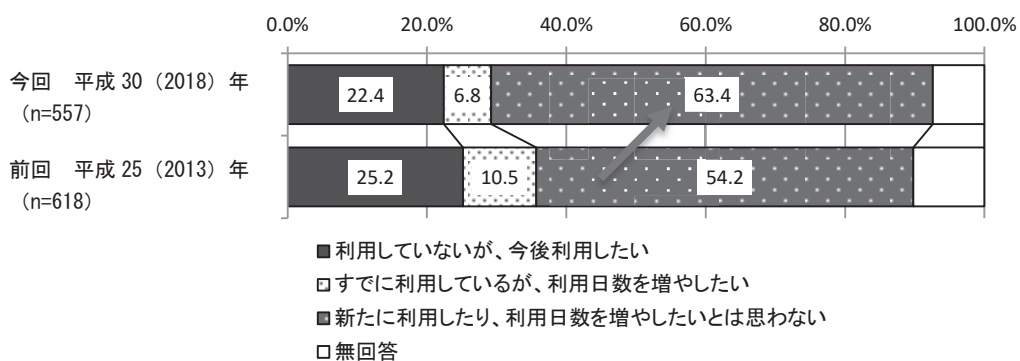 0.0% 20.0% 40.0% 60.0% 80.0% 100.0%
今回 平成 30（2018）年
（n=557）
22.4 6.8 63.4
前回 平成 25（2013）年
（n=618）
25.2 10.5 54.2
利用していないが、今後利用したい
すでに利用しているが、利用日数を増やしたい
新たに利用したり、利用日数を増やしたいとは思わない
無回答